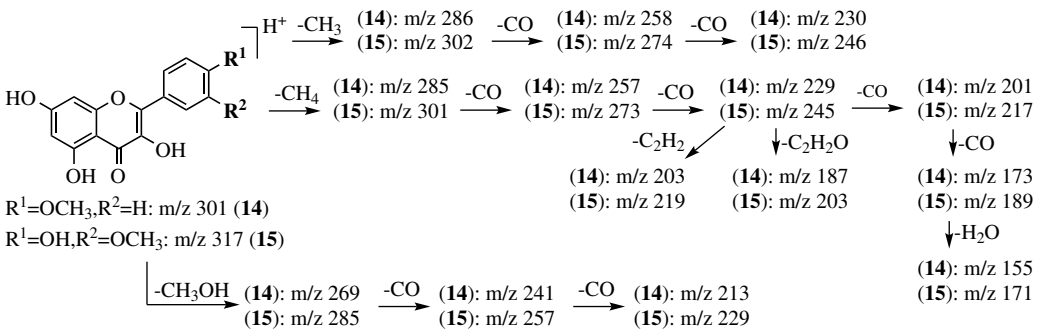 H+
-CH3
(14): m/z 286
(15): m/z 302
-CO
(14): m/z 258
(15): m/z 274
-CO
(14): m/z 230
(15): m/z 246
R1
R2
HO
O
OH
OH
O
-CH4
(14): m/z 285
(15): m/z 301
-CO
(14): m/z 257
(15): m/z 273
-CO
(14): m/z 229
(15): m/z 245
-CO
(14): m/z 201
(15): m/z 217
-C2H2
-C2H2O
-CO
(14): m/z 203
(15): m/z 219
(14): m/z 187
(15): m/z 203
(14): m/z 173
(15): m/z 189
-H2O
(14): m/z 155
(15): m/z 171
R1=OCH3,R2=H: m/z 301 (14)
R1=OH,R2=OCH3: m/z 317 (15)
-CH3OH
(14): m/z 269
(15): m/z 285
-CO
(14): m/z 241
(15): m/z 257
-CO
(14): m/z 213
(15): m/z 229